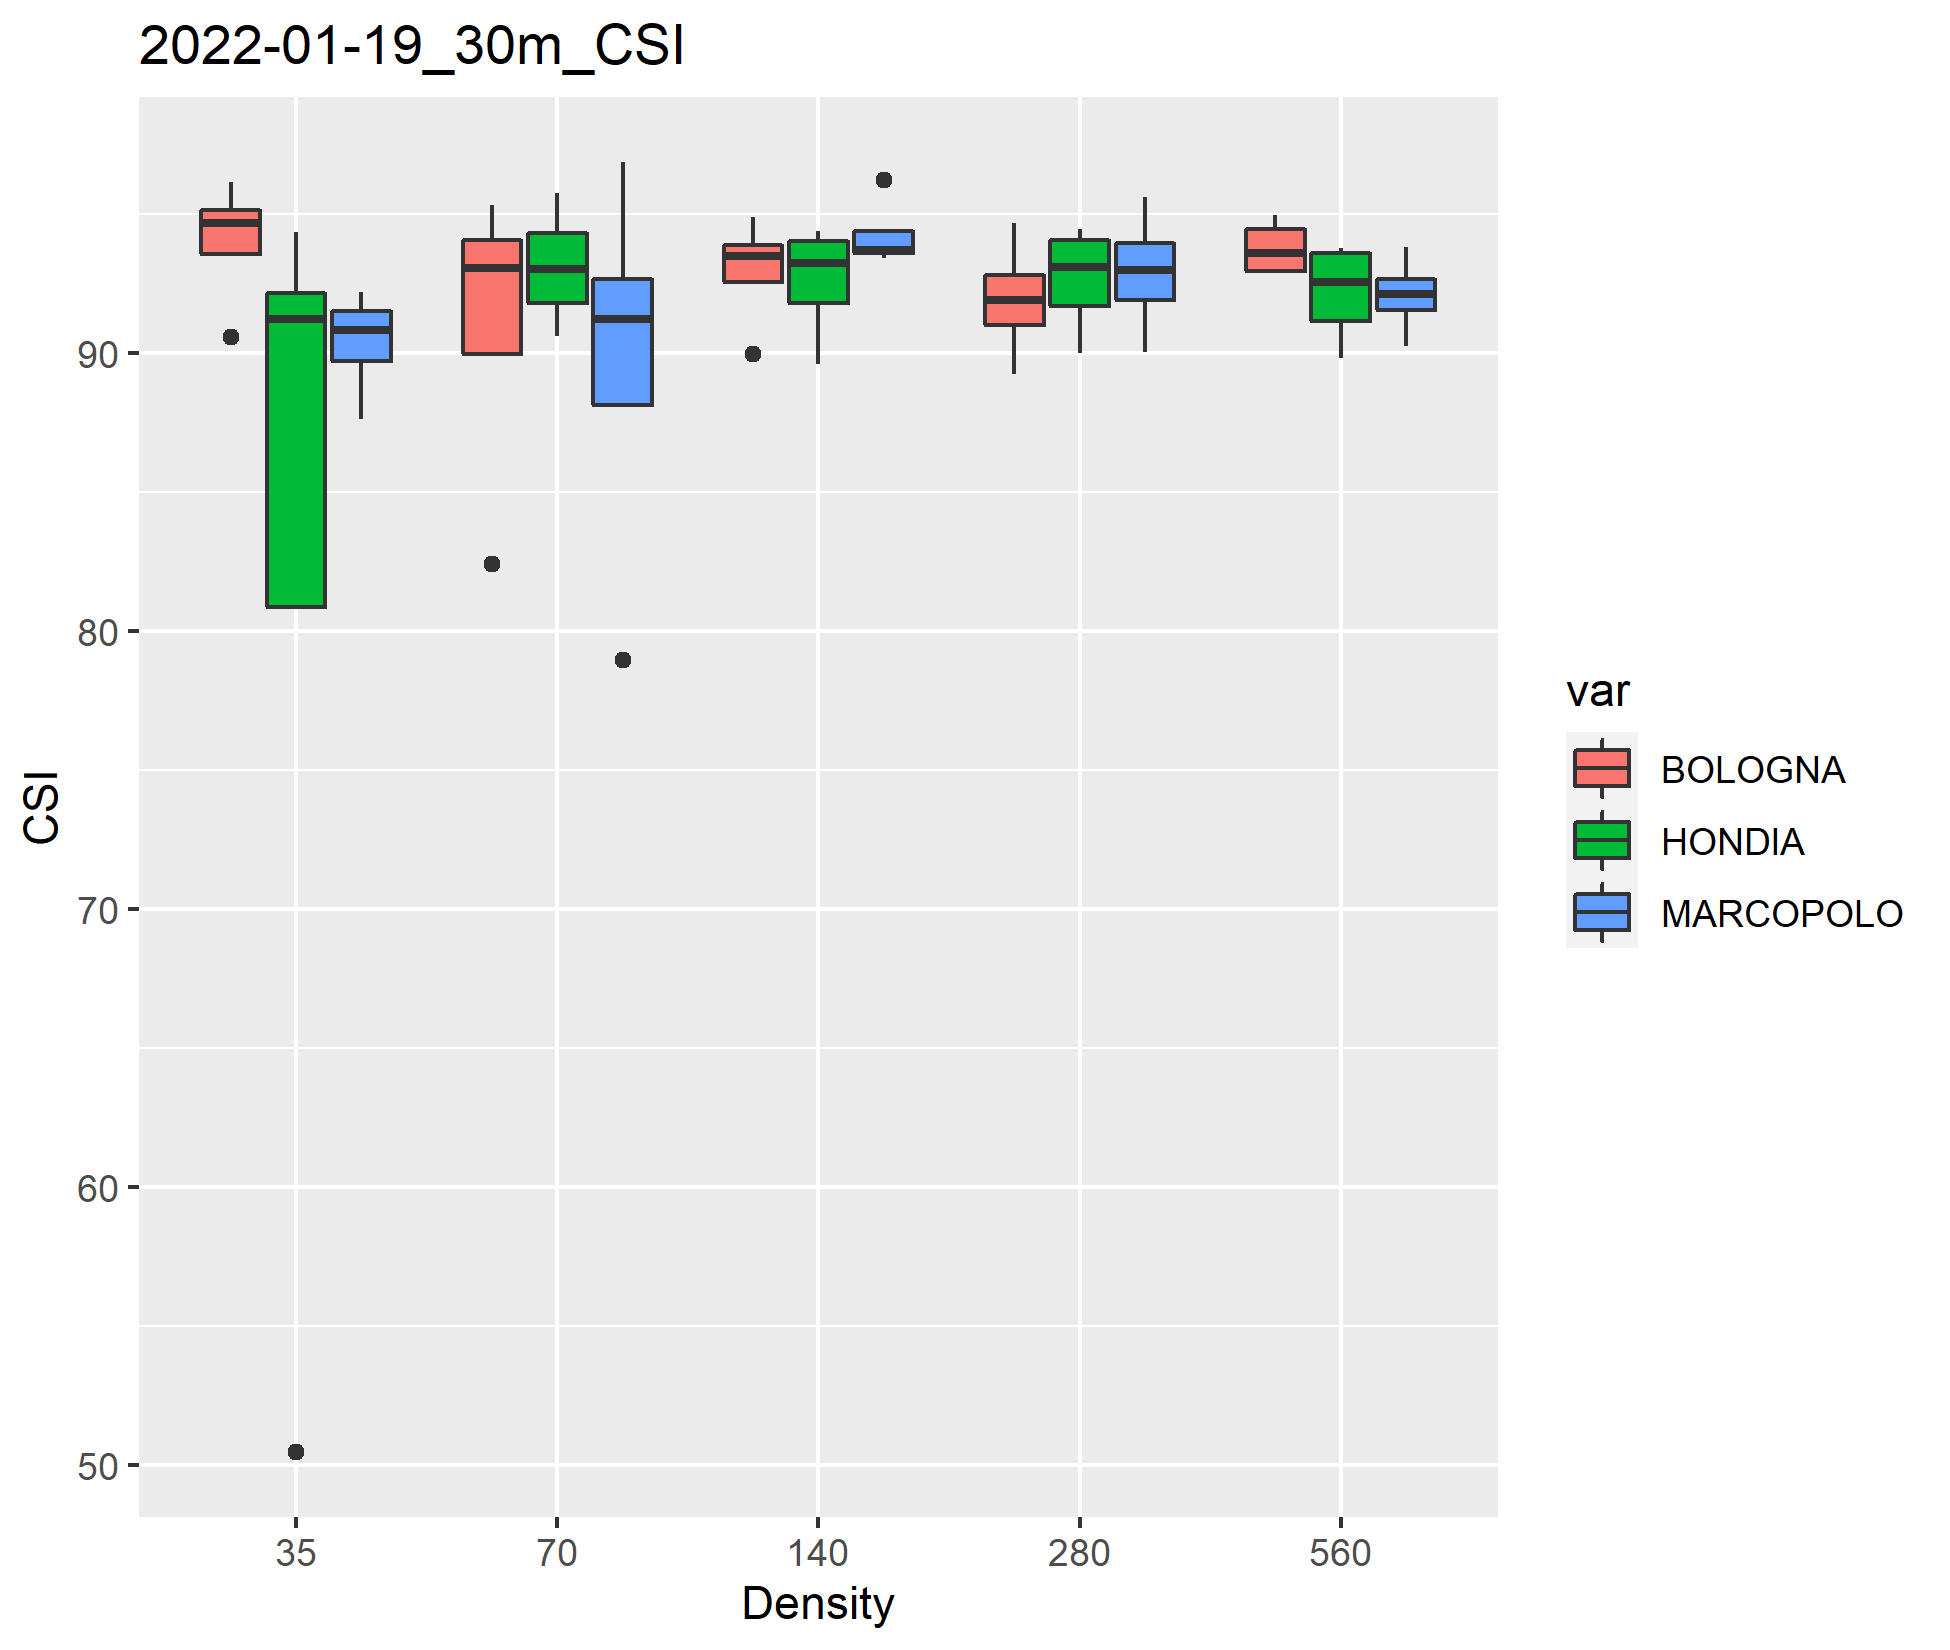 2022-01-19_30m_CSI
CSI
90
80
70
60
50
35 70 140 280 560
Density
var
BOLOGNA
HONDIA
MARCOPOLO